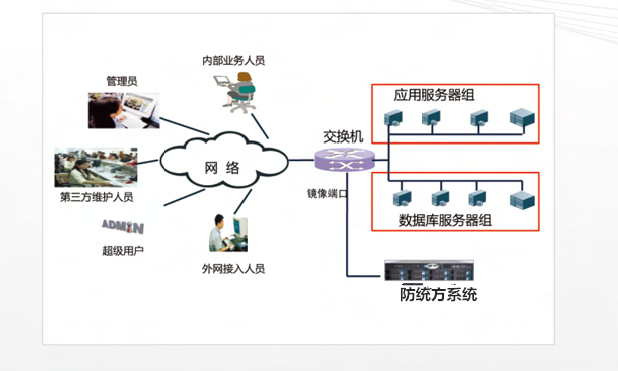 内部业务人员
管理员
应用服务器组
交换机
网 络
第三方维护人员
镜像端口
数据库服务器组
ADMIN
超级用户
外网接入人员
防统方系统